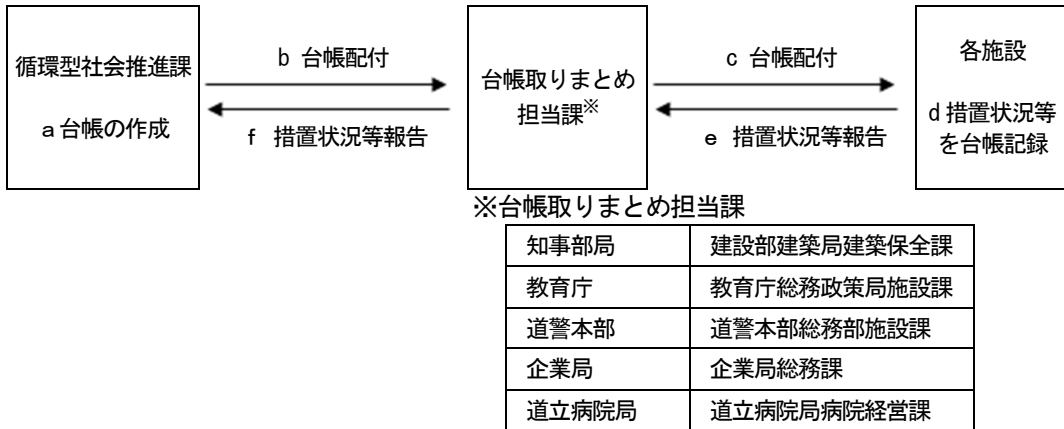 循環型社会推進課
a台帳の作成
b 台帳配付
f 措置状況等報告
台帳取りまとめ
担当課※
c 台帳配付
e 措置状況等報告
各施設
d措置状況等
を台帳記録
※台帳取りまとめ担当課
知事部局 建設部建築局建築保全課
教育庁 教育庁総務政策局施設課
道警本部 道警本部総務部施設課
企業局 企業局総務課
道立病院局 道立病院局病院経営課